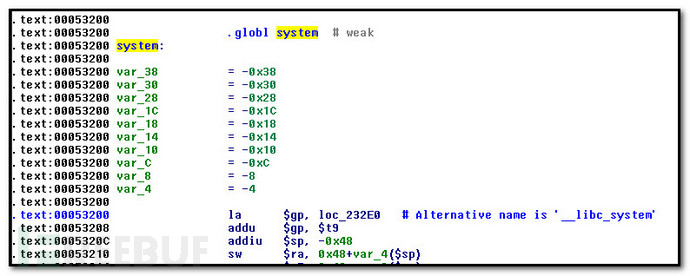 .text:00053200
.text:00053200 .globl system # weak
.text:00053200 system:
.text:00053200
.text:00053200 var_38 = -0x38
.text:00053200 var_30 = -0x30
.text:00053200 var_28 = -0x28
.text:00053200 var_1C = -0x1C
.text:00053200 var_18 = -0x18
.text:00053200 var_14 = -0x14
.text:00053200 var_10 = -0x10
.text:00053200 var_C = -0xC
.text:00053200 var_8 = -8
.text:00053200 var_4 = -4
.text:00053200
.text:00053200 la $gp, loc_232E0 # Alternative name is '__libc_system'
.text:00053208 addu $gp, $t9
.text:0005320C addiu $sp, -0x48
.text:00053210 sw $ra, 0x48+var_4($sp)